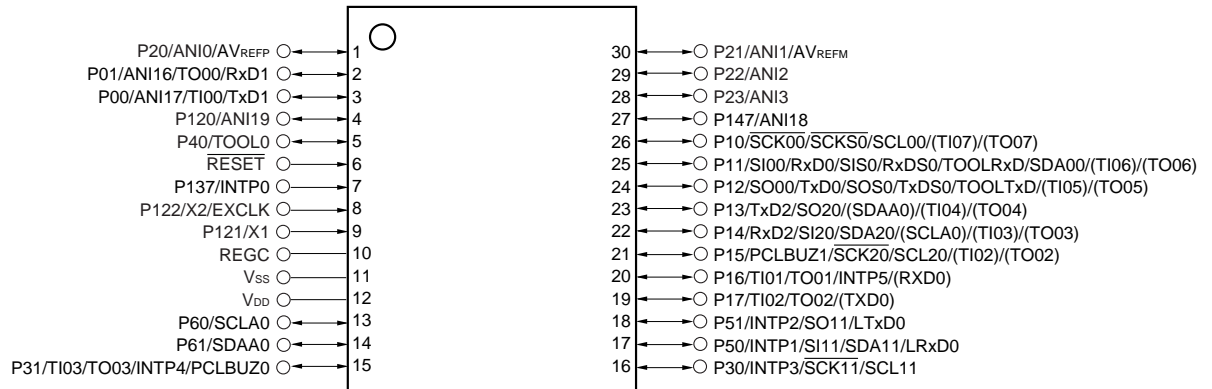 P20/ANI0/AVREFP 1
P01/ANI16/TO00/RxD1 2
P00/ANI17/TI00/TxD1 3
P120/ANI19 4
P40/TOOL0 5
RESET 6
P137/INTP0 7
P122/X2/EXCLK 8
P121/X1 9
REGC 10
VSS 11
VDD 12
P60/SCLA0 13
P61/SDAA0 14
P31/TI03/TO03/INTP4/PCLBUZ0 15
30 P21/ANI1/AVREFM
29 P22/ANI2
28 P23/ANI3
27 P147/ANI18
26 P10/SCK00/SCKS0/SCL00/(TI07)/(TO07)
25 P11/SI00/RxD0/SIS0/RxDS0/TOOLRxD/SDA00/(TI06)/(TO06)
24 P12/SO00/TxD0/SOS0/TxDS0/TOOLTxD/(TI05)/(TO05)
23 P13/TxD2/SO20/(SDAA0)/(TI04)/(TO04)
22 P14/RxD2/SI20/SDA20/(SCLA0)/(TI03)/(TO03)
21 P15/PCLBUZ1/SCK20/SCL20/(TI02)/(TO02)
20 P16/TI01/TO01/INTP5/(RXD0)
19 P17/TI02/TO02/(TXD0)
18 P51/INTP2/SO11/LTxD0
17 P50/INTP1/SI11/SDA11/LRxD0
16 P30/INTP3/SCK11/SCL11